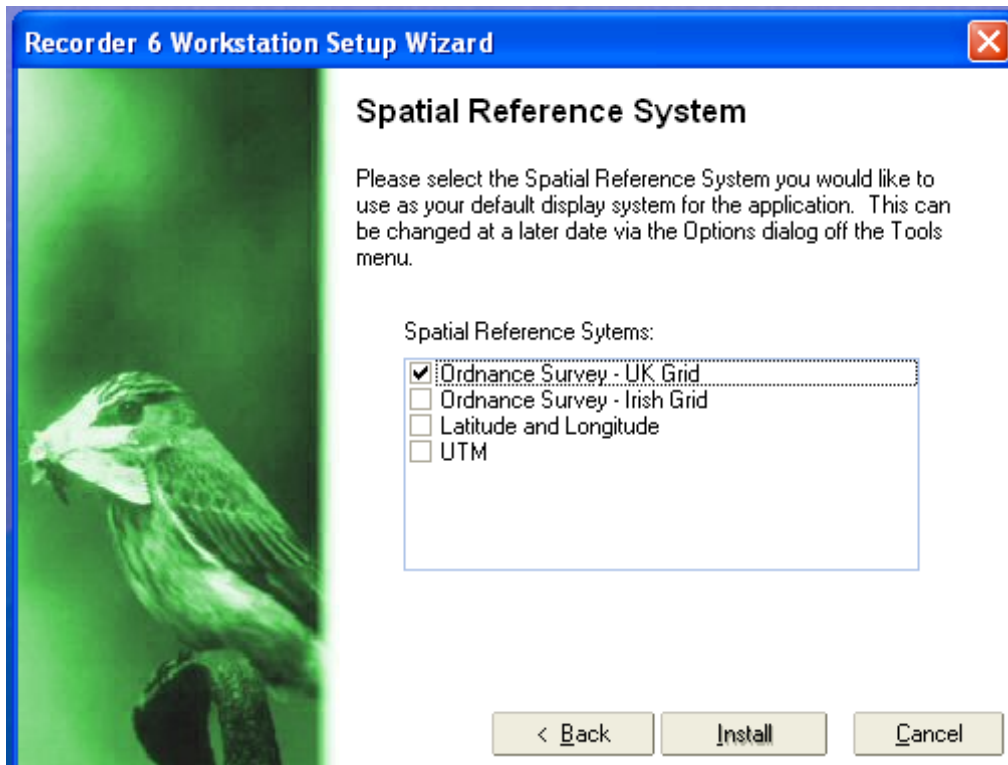 Recorder 6 Workstation Setup Wizard
Spatial Reference System
Please select the Spatial Reference System you would like to
use as your default display system for the application. This can
be changed at a later date via the Options dialog off the Tools
menu.
Spatial Reference Sytems:
Ordnance Survey - UK Grid
Ordnance Survey - Irish Grid
Latitude and Longitude
UTM
< Back
Install
Cancel